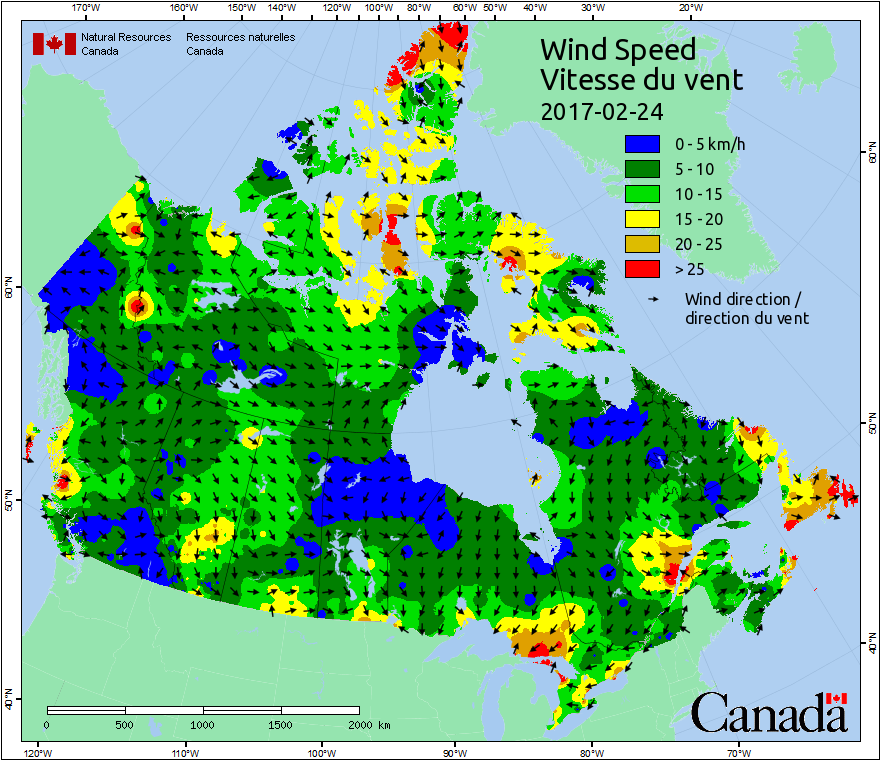 170°W 160°W 150°W 140°W 130°W 120°W 110°W 100°W 90°W 80°W 70°W 60°W 50°W 40°W 30°W 20°W
Natural Resources Canada
Ressources naturelles Canada
Wind Speed
Vitesse du vent
2017-02-24
0 - 5 km/h
5 - 10
10 - 15
15 - 20
20 - 25
> 25
Wind direction /
direction du vent
60°N
50°N
40°N
60°N
50°N
40°N
0 500 1000 1500 2000 km
Canada
120°W 110°W 100°W 90°W 80°W 70°W